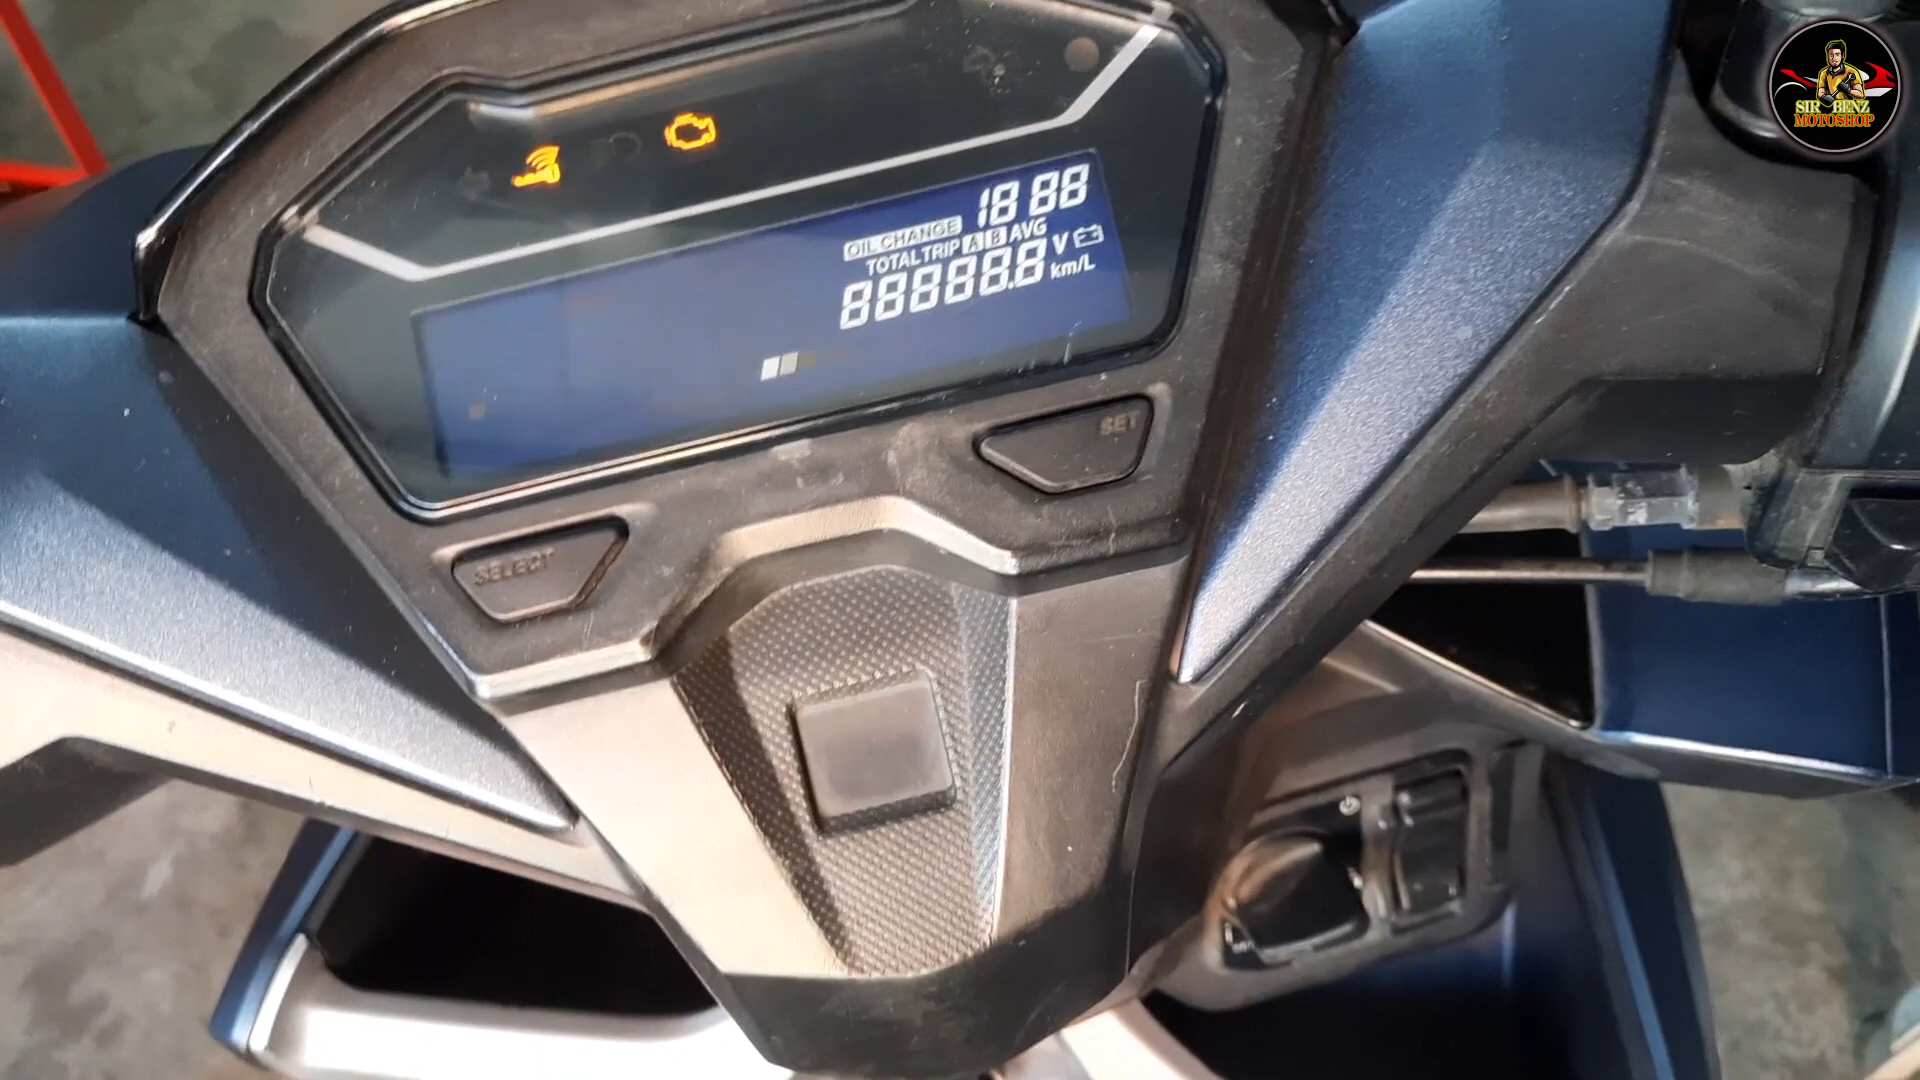 SIR BENZ
MOTOSHOP
18 88
OIL CHANGE
TOTAL TRIP A B AVG
88888.8 V
km/L
SET
SELECT